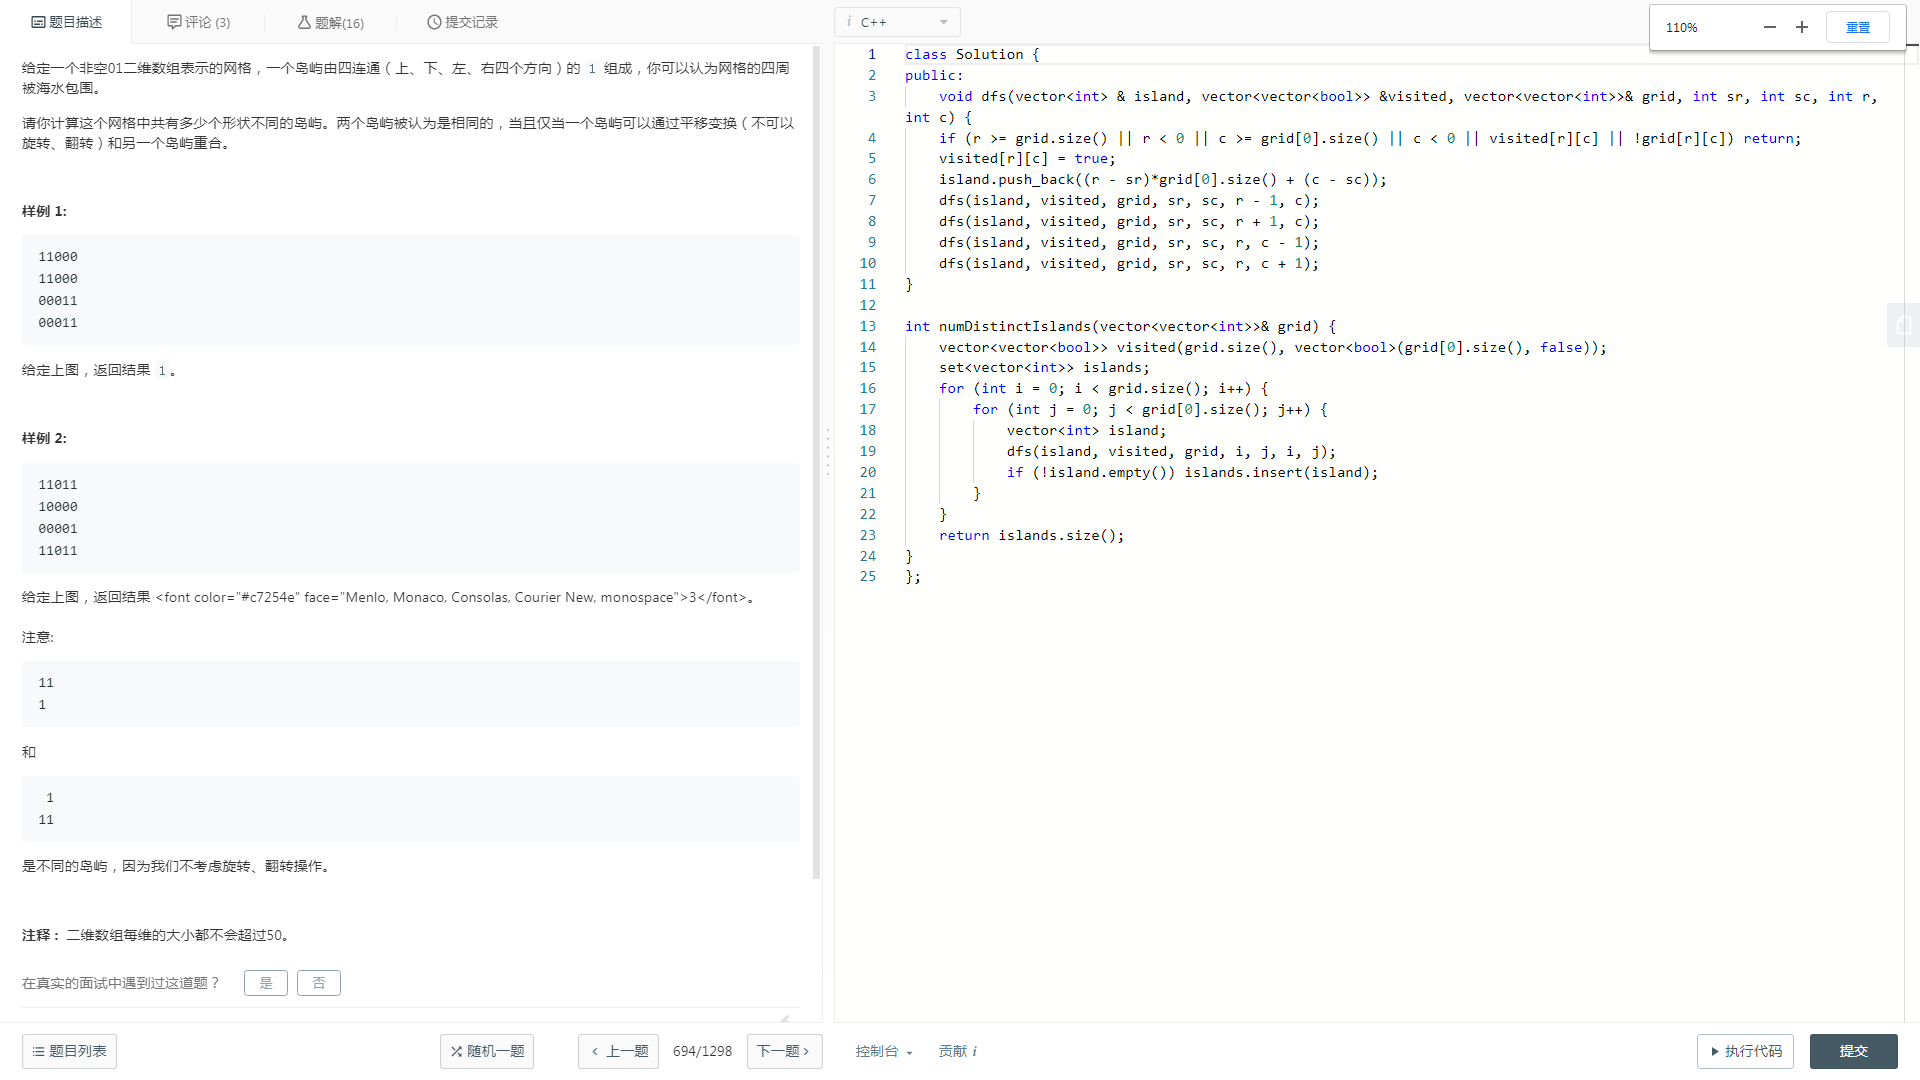 题目描述
评论 (3)
题解(16)
提交记录
给定一个非空01二维数组表示的网格，一个岛屿由四连通（上、下、左、右四个方向）的 1 组成，你可以认为网格的四周
被海水包围。
请你计算这个网格中共有多少个形状不同的岛屿。两个岛屿被认为是相同的，当且仅当一个岛屿可以通过平移变换（不可以
旋转、翻转）和另一个岛屿重合。
样例 1:
11000
11000
00011
00011
给定上图，返回结果 1 。
样例 2:
11011
10000
00001
11011
给定上图，返回结果 <font color="#c7254e" face="Menlo, Monaco, Consolas, Courier New, monospace">3</font>。
注意:
11
1
和
 1
11
是不同的岛屿，因为我们不考虑旋转、翻转操作。
注释： 二维数组每维的大小都不会超过50。
在真实的面试中遇到过这道题？ 是 否
题目列表
随机一题
上一题
694/1298
下一题
i C++
110%
重置
1 class Solution {
2 public:
3     void dfs(vector<int> & island, vector<vector<bool>> &visited, vector<vector<int>>& grid, int sr, int sc, int r,
int c) {
4     if (r >= grid.size() || r < 0 || c >= grid[0].size() || c < 0 || visited[r][c] || !grid[r][c]) return;
5     visited[r][c] = true;
6     island.push_back((r - sr)*grid[0].size() + (c - sc));
7     dfs(island, visited, grid, sr, sc, r - 1, c);
8     dfs(island, visited, grid, sr, sc, r + 1, c);
9     dfs(island, visited, grid, sr, sc, r, c - 1);
10     dfs(island, visited, grid, sr, sc, r, c + 1);
11 }
12
13 int numDistinctIslands(vector<vector<int>>& grid) {
14     vector<vector<bool>> visited(grid.size(), vector<bool>(grid[0].size(), false));
15     set<vector<int>> islands;
16     for (int i = 0; i < grid.size(); i++) {
17         for (int j = 0; j < grid[0].size(); j++) {
18             vector<int> island;
19             dfs(island, visited, grid, i, j, i, j);
20             if (!island.empty()) islands.insert(island);
21         }
22     }
23     return islands.size();
24 }
25 };
控制台
贡献 i
执行代码
提交